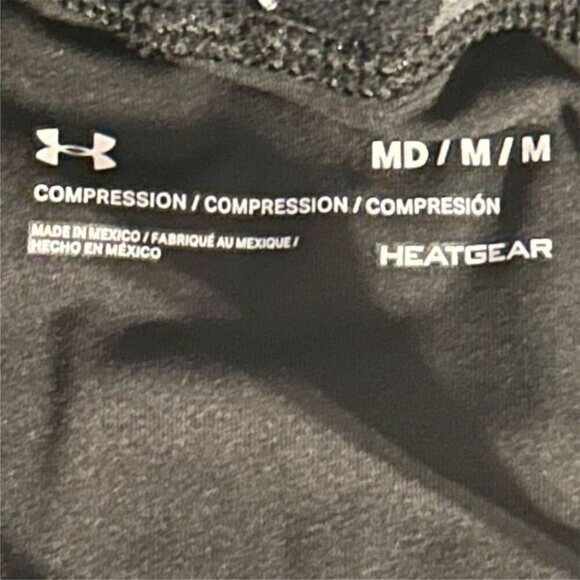 MD / M / M
COMPRESSION / COMPRESSION / COMPRESIÓN
MADE IN MEXICO / FABRIQUÉ AU MEXIQUE /
HECHO EN MÉXICO
HEATGEAR